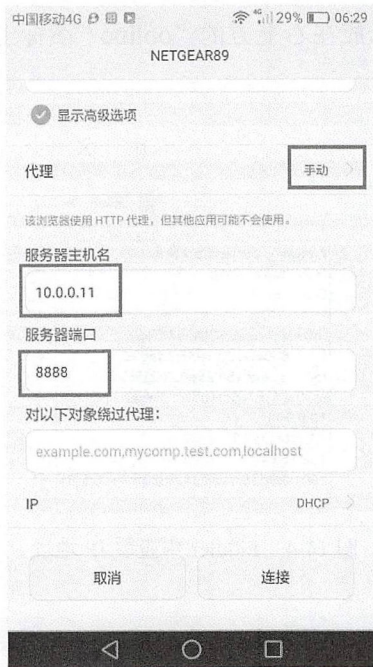 中国移动4G 29% 06:29
NETGEAR89
显示高级选项
代理 手动
该浏览器使用 HTTP 代理，但其他应用可能不会使用。
服务器主机名
10.0.0.11
服务器端口
8888
对以下对象绕过代理：
example.com,mycomp.test.com,localhost
IP DHCP
取消 连接